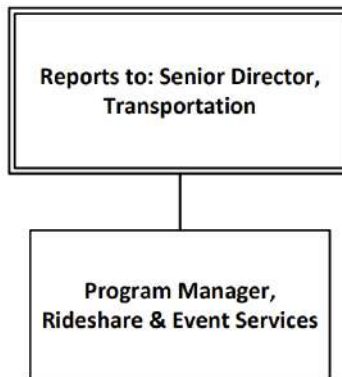 Reports to: Senior Director,
Transportation
Program Manager,
Rideshare & Event Services